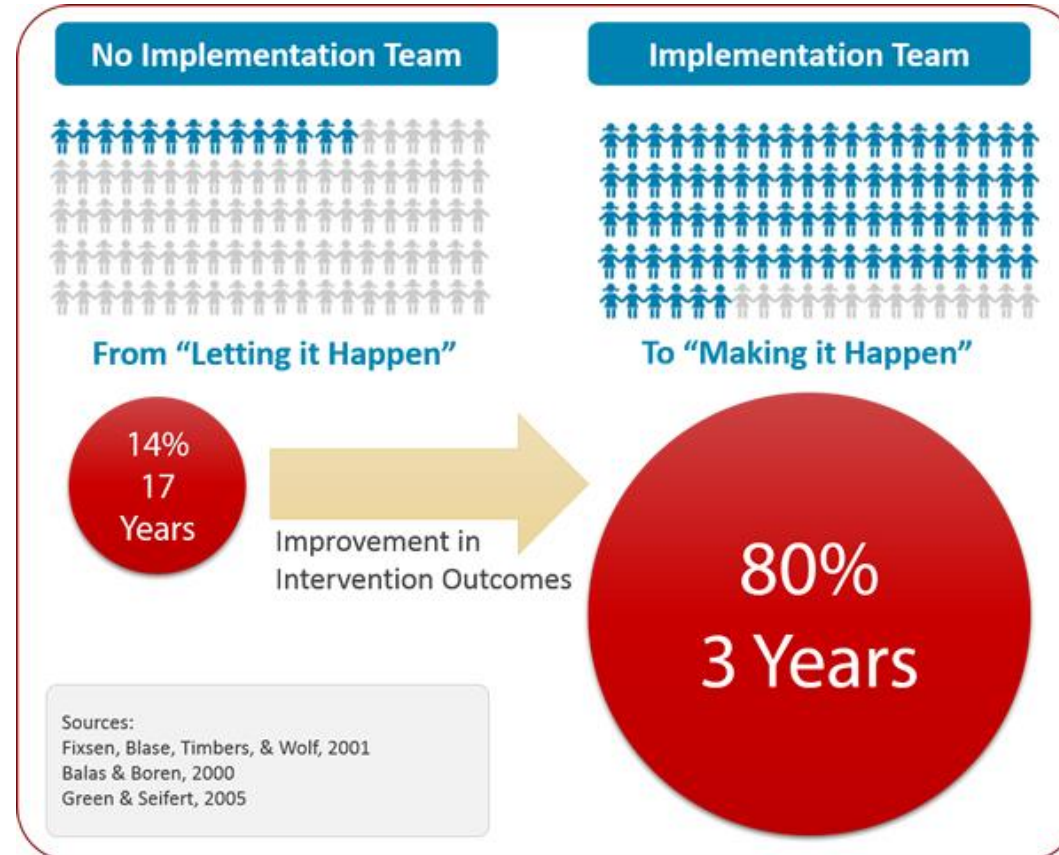 No Implementation Team
Implementation Team
From “Letting it Happen”
To “Making it Happen”
14%
17
Years
Improvement in
Intervention Outcomes
80%
3 Years
Sources:
Fixsen, Blase, Timbers, & Wolf, 2001
Balas & Boren, 2000
Green & Seifert, 2005